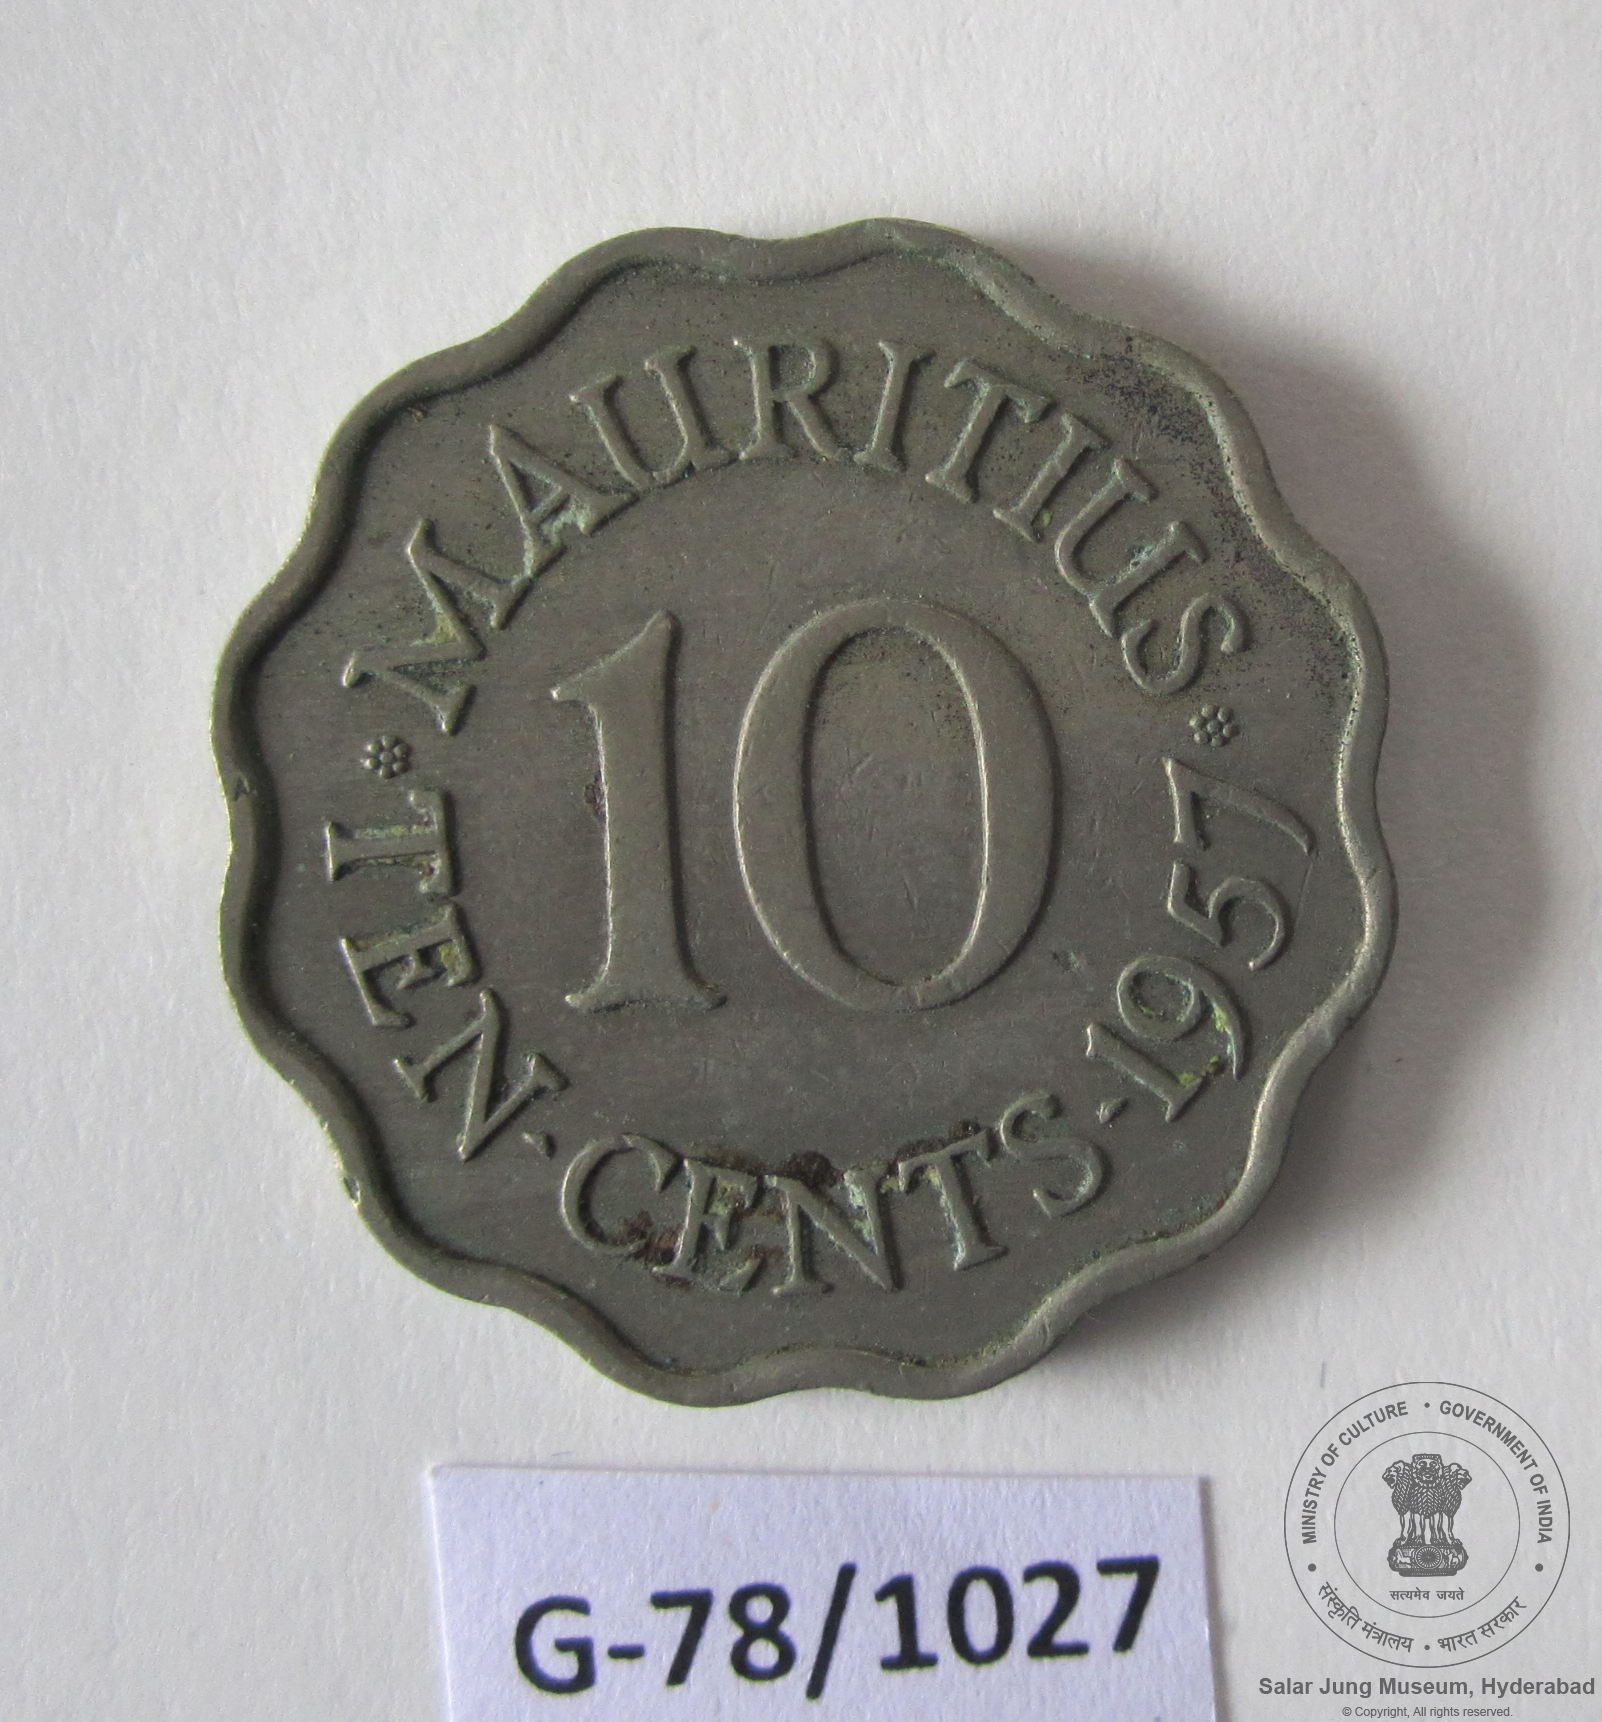 MAURITIUS
10
TEN · CENTS · 1957
G-78/1027
MINISTRY OF CULTURE • GOVERNMENT OF INDIA
सत्यमेव जयते
संस्कृति मंत्रालय • भारत सरकार
Salar Jung Museum, Hyderabad
© Copyright, All rights reserved.